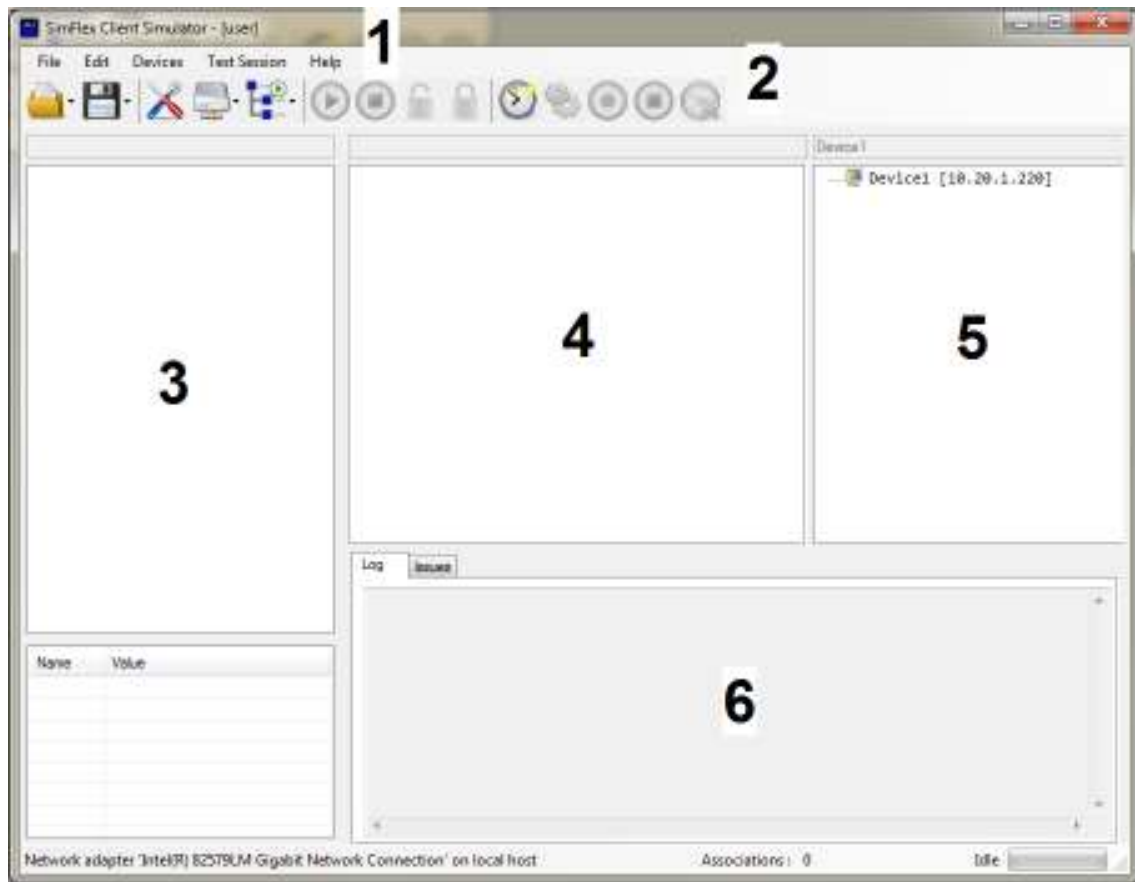 SimFlex Client Simulator - [user]
1
File Edit Devices Test Session Help
2
Device1
Device1 [10.20.1.220]
3
4
5
Log Issues
6
Name Value
Network adapter 'Intel(R) 82579LM Gigabit Network Connection' on local host Associations : 0 Idle